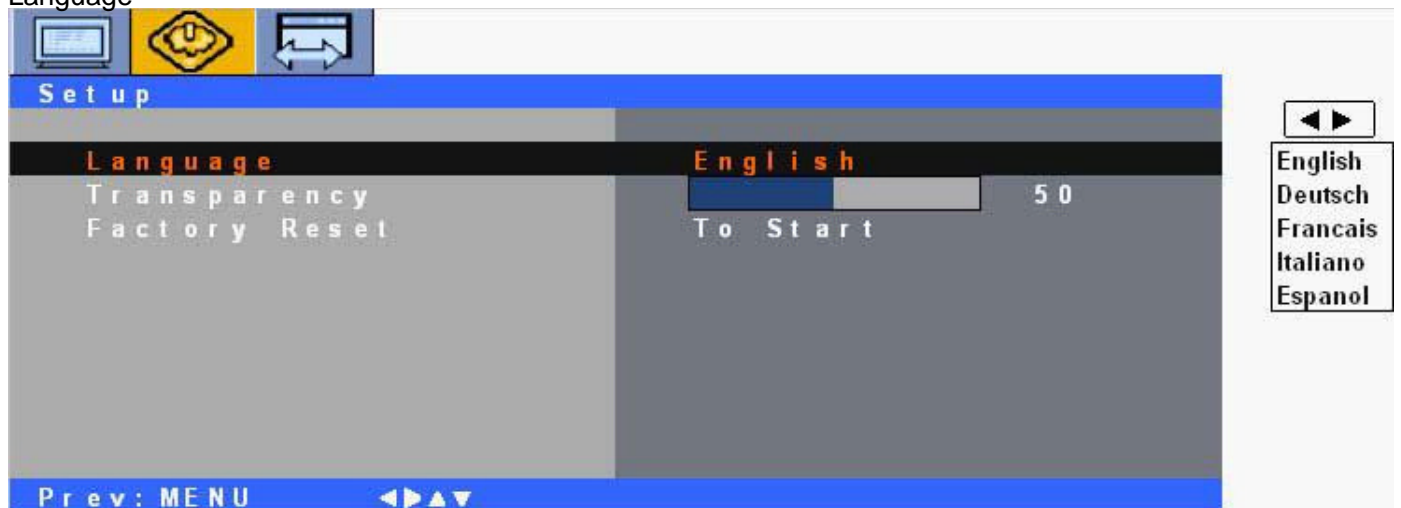 Language
Setup
Language English
Transparency 50
Factory Reset To Start
Prev: MENU ◀▶▲▼
◀▶
English
Deutsch
Francais
Italiano
Espanol